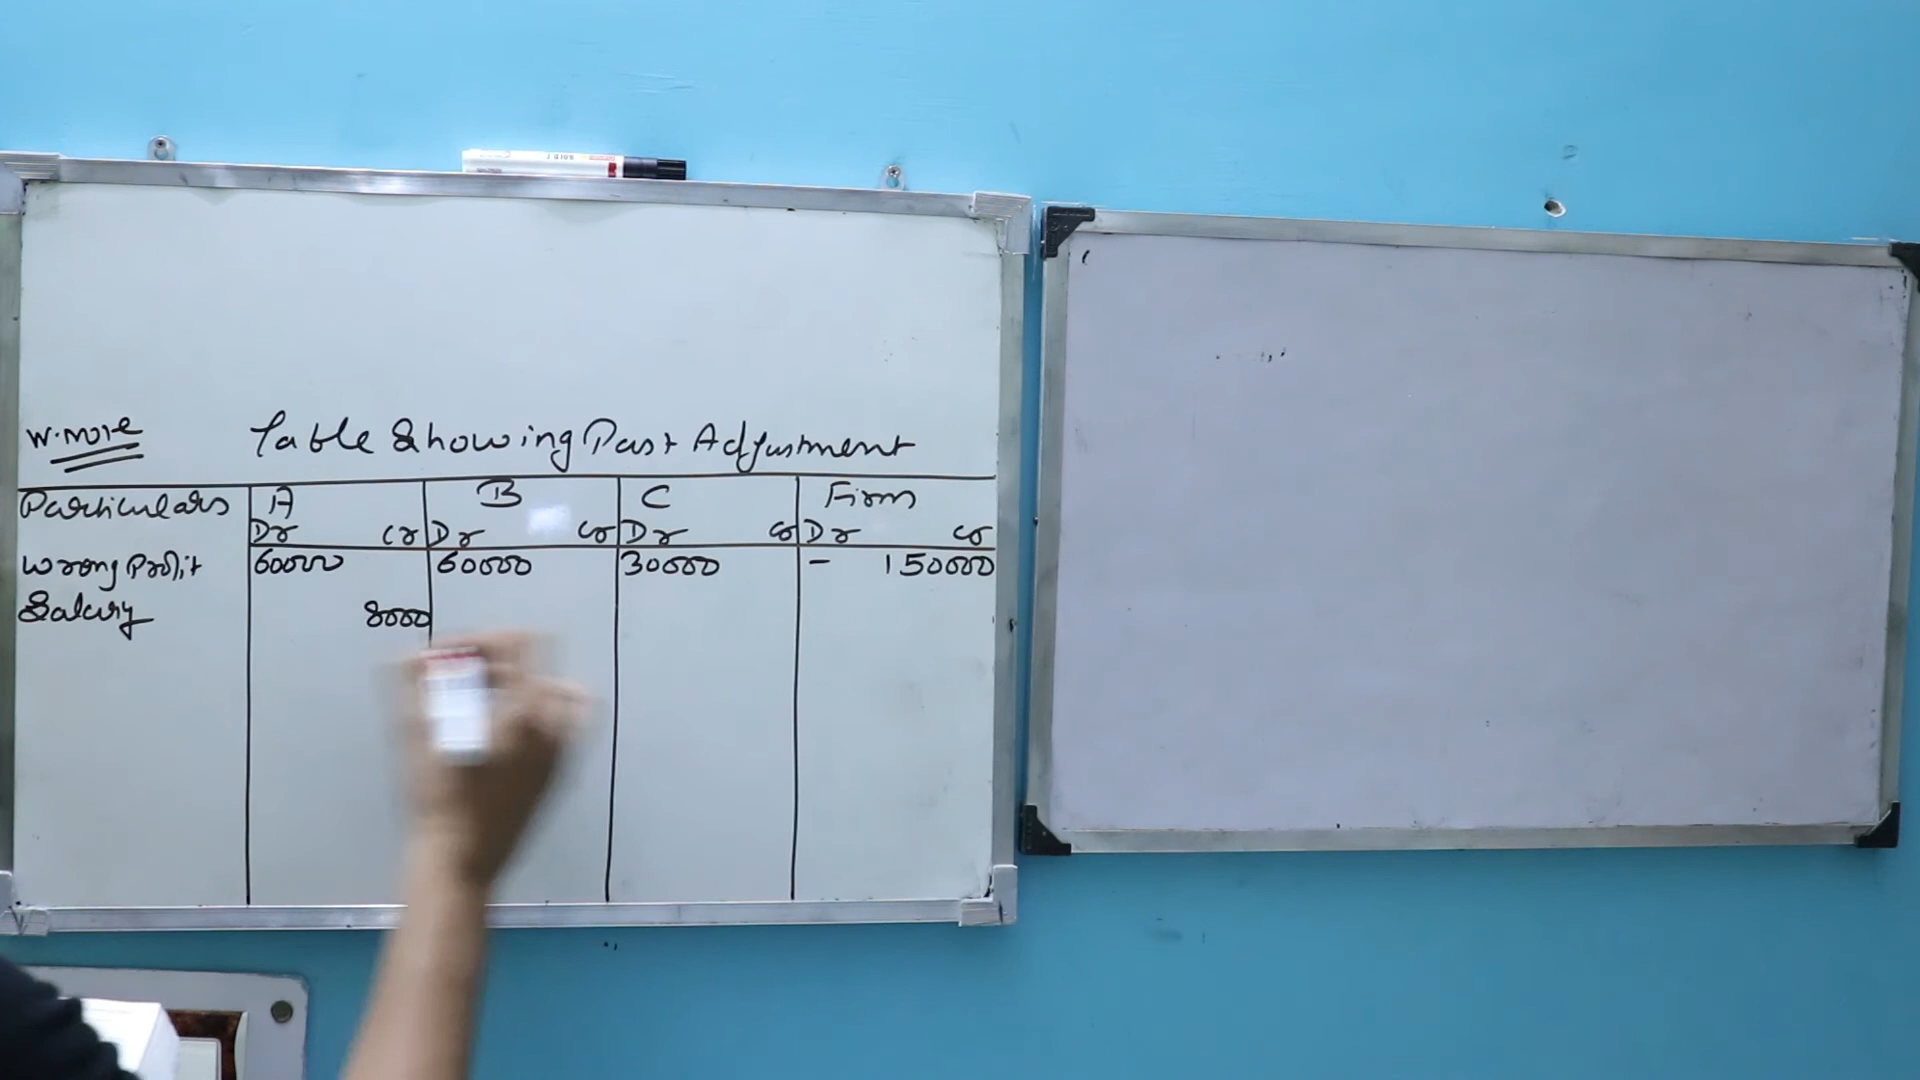 W.Note
Table Showing Past Adjustment
Particulars A B C Firm
Dr Cr Dr Cr Dr Cr Dr Cr
Wrong Profit 60000 60000 30000 - 150000
Salary 8000